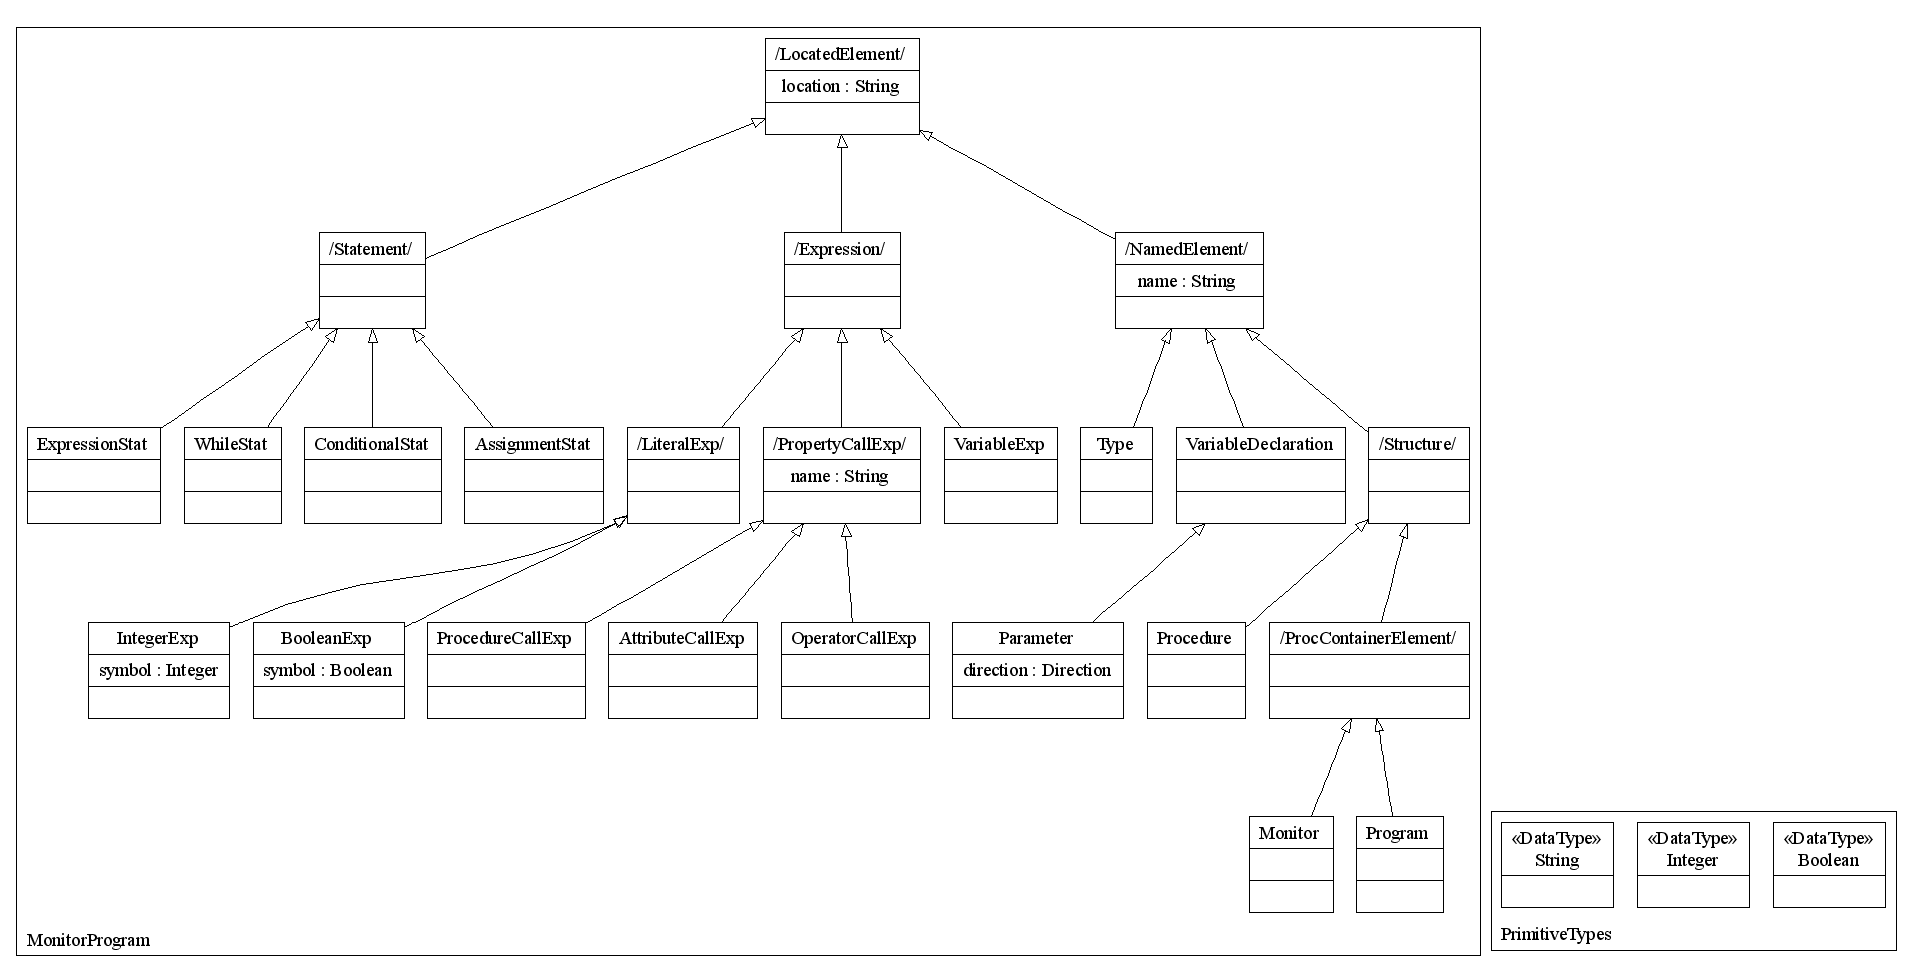 /LocatedElement/
location : String
/Statement/
/Expression/
/NamedElement/
name : String
ExpressionStat
WhileStat
ConditionalStat
AssignmentStat
/LiteralExp/
/PropertyCallExp/
name : String
VariableExp
Type
VariableDeclaration
/Structure/
IntegerExp
symbol : Integer
BooleanExp
symbol : Boolean
ProcedureCallExp
AttributeCallExp
OperatorCallExp
Parameter
direction : Direction
Procedure
/ProcContainerElement/
Monitor
Program
MonitorProgram
«DataType»
String
«DataType»
Integer
«DataType»
Boolean
PrimitiveTypes